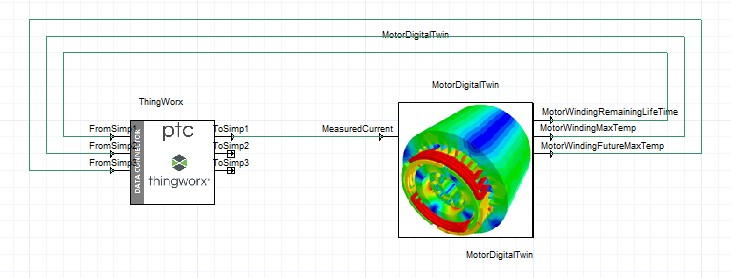 MotorDigitalTwin
ThingWorx
FromSimp1
FromSimp2
FromSimp3
DATA CONNECTOR
ptc
thingworx®
ToSimp1
ToSimp2
ToSimp3
MotorDigitalTwin
MeasuredCurrent
MotorWindingRemainingLifeTime
MotorWindingMaxTemp
MotorWindingFutureMaxTemp
MotorDigitalTwin